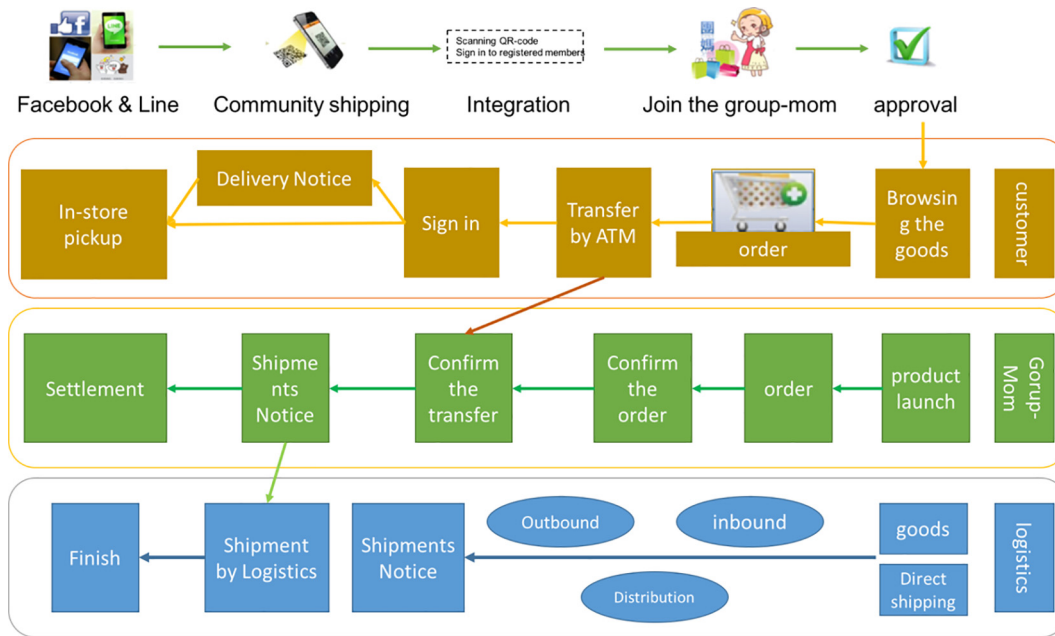 LINE
Scanning QR-code
Sign in to registered members
團
媽
Facebook & Line
Community shipping
Integration
Join the group-mom
approval
In-store
pickup
Delivery Notice
Sign in
Transfer
by ATM
order
Browsin
g the
goods
customer
Settlement
Shipme
nts
Notice
Confirm
the
transfer
Confirm
the
order
order
product
launch
Gorup-
Mom
Finish
Shipment
by Logistics
Shipments
Notice
Outbound
inbound
Distribution
goods
Direct
shipping
logistics